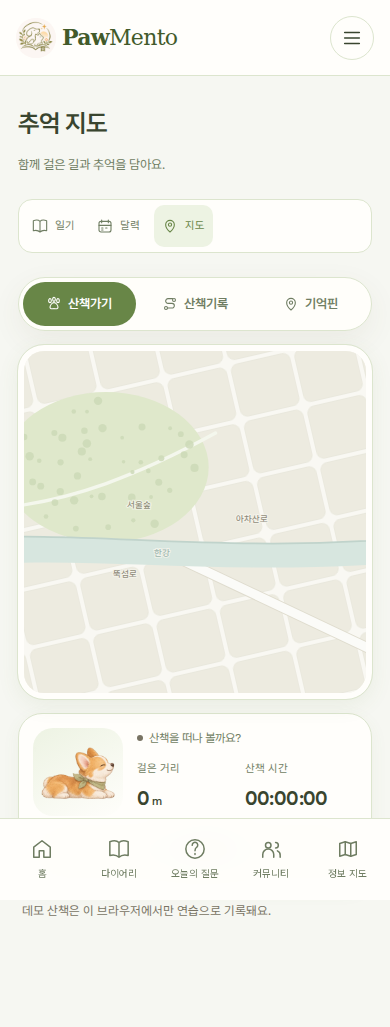 PawMento
추억 지도
함께 걸은 길과 추억을 담아요.
일기 달력 지도
산책가기 산책기록 기억핀
서울숲
아차산로
한강
뚝섬로
산책을 떠나 볼까요?
걸은 거리 산책 시간
0 m 00:00:00
홈 다이어리 오늘의 질문 커뮤니티 정보 지도
데모 산책은 이 브라우저에서만 연습으로 기록돼요.